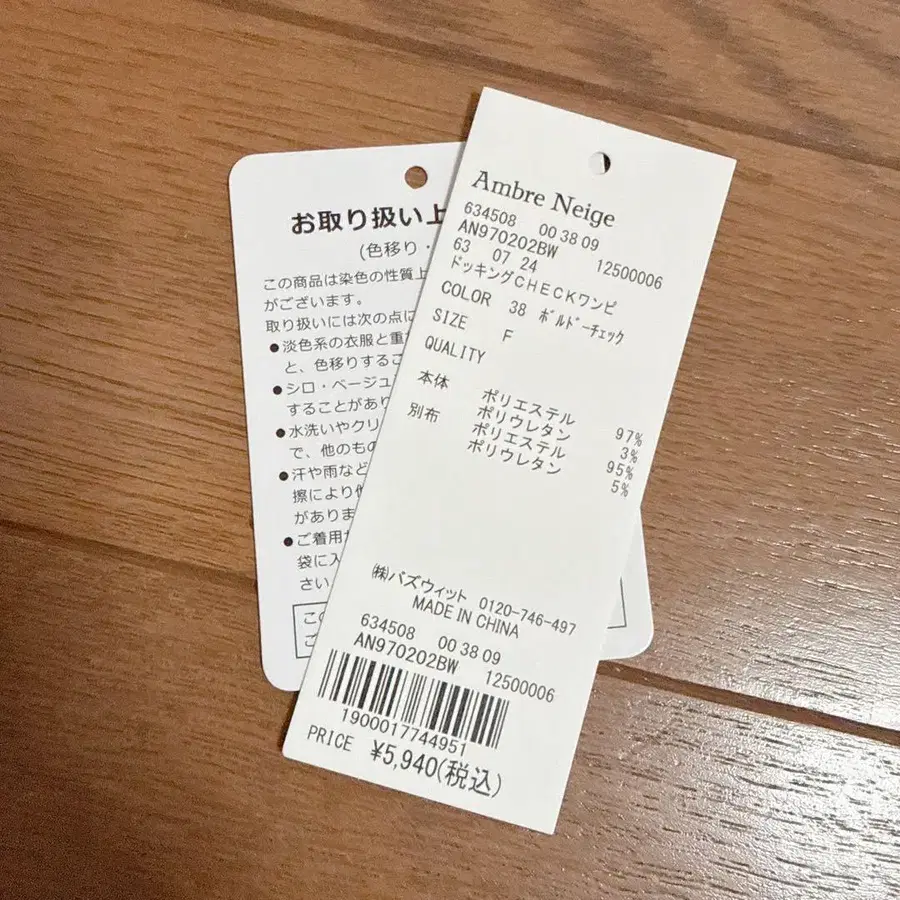 お取り扱い上
(色移り・
この商品は染色の性質上
がございます。
取り扱いには次の点に
●淡色系の衣服と重
と、色移りするこ
●シロ・ベージュ
することがあり
●水洗いやクリ
で、他のもの
●汗や雨など
擦により他
がありま
●ご着用
袋に入
さい
この
Ambre Neige
634508 00 38 09
AN970202BW 12500006
63 07 24
ドッキングCHECKワンピ
COLOR 38 ボルドーチェック
SIZE F
QUALITY
本体 ポリエステル 97%
ポリウレタン 3%
別布 ポリエステル 95%
ポリウレタン 5%
㈱バズウィット 0120-746-497
MADE IN CHINA
634508 00 38 09
AN970202BW 12500006
1900017744951
PRICE ¥5,940(税込)